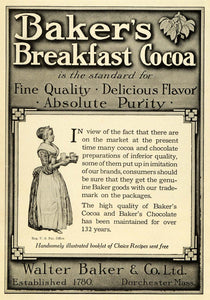 Baker's
Breakfast Cocoa
is the standard for
Fine Quality · Delicious Flavor
· Absolute Purity ·
IN view of the fact that there are
on the market at the present
time many cocoa and chocolate
preparations of inferior quality,
some of them put up in imitation
of our brands, consumers should
be sure that they get the genu-
ine Baker goods with our trade-
mark on the packages.
The high quality of Baker's
Cocoa and Baker's Chocolate
has been maintained for over
132 years.
Reg. U. S. Pat. Office
Handsomely illustrated booklet of Choice Recipes sent free
Walter Baker & Co. Ltd.
Established 1780. Dorchester Mass.